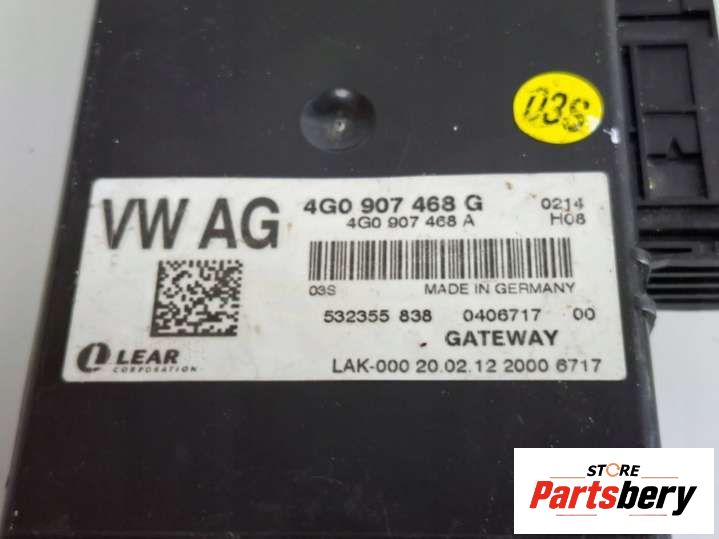 D3S
VW AG
4G0 907 468 G 0214
4G0 907 468 A H08
03S MADE IN GERMANY
532355 838 0406717 00
GATEWAY
LEAR
CORPORATION
LAK-000 20.02.12 2000 6717
STORE
Partsbery